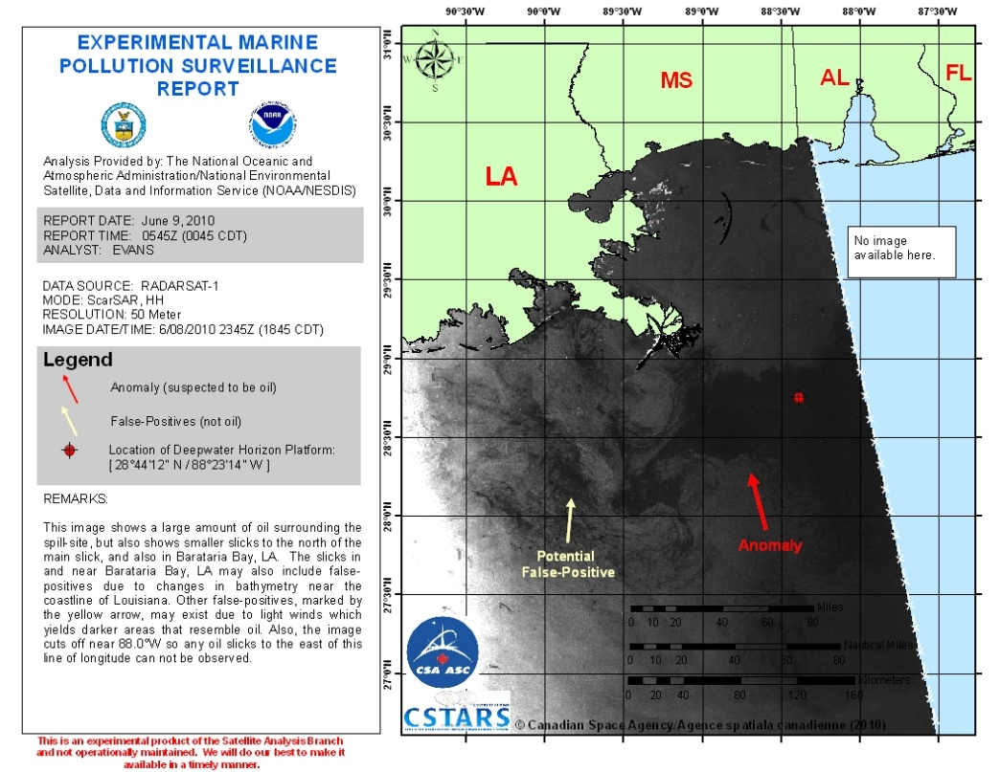 EXPERIMENTAL MARINE
POLLUTION SURVEILLANCE
REPORT
NOAA
Analysis Provided by: The National Oceanic and
Atmospheric Administration/National Environmental
Satellite, Data and Information Service (NOAA/NESDIS)
REPORT DATE: June 9, 2010
REPORT TIME: 0545Z (0045 CDT)
ANALYST: EVANS
DATA SOURCE: RADARSAT-1
MODE: ScarSAR, HH
RESOLUTION: 50 Meter
IMAGE DATE/TIME: 6/08/2010 2345Z (1845 CDT)
Legend
Anomaly (suspected to be oil)
False-Positives (not oil)
Location of Deepwater Horizon Platform:
[ 28°44'12" N / 88°23'14" W ]
REMARKS:
This image shows a large amount of oil surrounding the
spill-site, but also shows smaller slicks to the north of the
main slick, and also in Barataria Bay, LA. The slicks in
and near Barataria Bay, LA may also include false-
positives due to changes in bathymetry near the
coastline of Louisiana. Other false-positives, marked by
the yellow arrow, may exist due to light winds which
yields darker areas that resemble oil. Also, the image
cuts off near 88.0°W so any oil slicks to the east of this
line of longitude can not be observed.
This is an experimental product of the Satellite Analysis Branch
and not operationally maintained. We will do our best to make it
available in a timely manner.
90°30'W 90°0'W 89°30'W 89°0'W 88°30'W 88°0'W 87°30'W
31°0'N
30°30'N
30°0'N
29°30'N
29°0'N
28°30'N
28°0'N
27°30'N
27°0'N
N
W E
S
MS
AL
FL
LA
No image
available here.
Anomaly
Potential
False-Positive
Miles
0 10 20 40 60 80
Nautical Miles
0 10 20 40 60 80
Kilometers
0 20 40 80 120 160
CSA ASC
CSTARS
© Canadian Space Agency/Agence spatiala canadienne (2010)